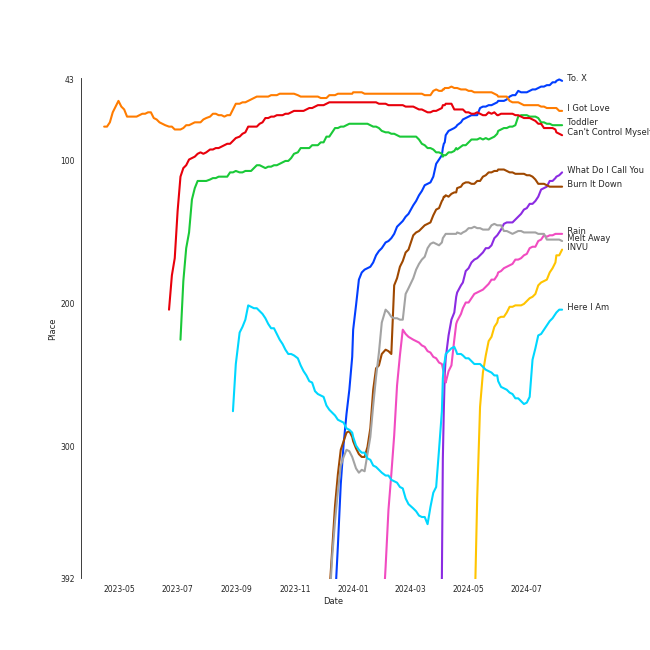 43
100
200
300
392
Place
2023-05
2023-07
2023-09
2023-11
2024-01
2024-03
2024-05
2024-07
Date
To. X
I Got Love
Toddler
Can't Control Mysel
What Do I Call You
Burn It Down
Rain
Melt Away
INVU
Here I Am